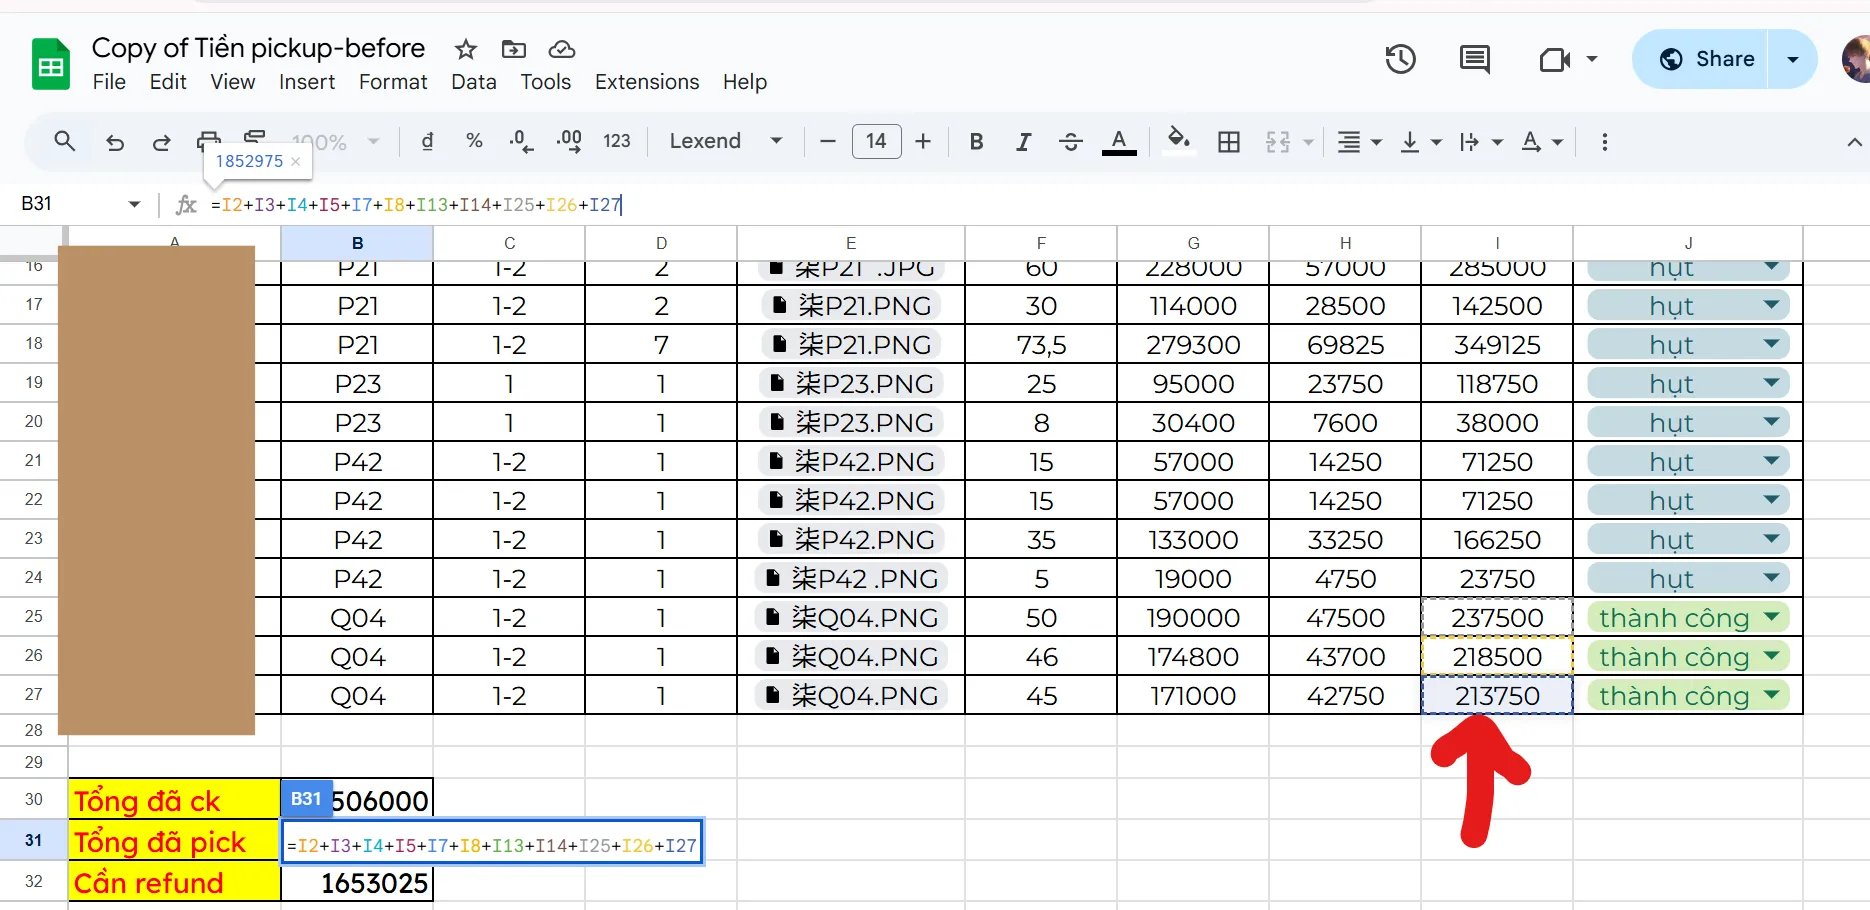 Copy of Tiền pickup-before
Share
File Edit View Insert Format Data Tools Extensions Help
100% đ % .0 .00 123 Lexend 14 B I A A
1852975 ×
B31 fx =I2+I3+I4+I5+I7+I8+I13+I14+I25+I26+I27
A B C D E F G H I J
16 P21 1-2 2 柒P21 .JPG 60 228000 57000 285000 hụt
17 P21 1-2 2 柒P21.PNG 30 114000 28500 142500 hụt
18 P21 1-2 7 柒P21.PNG 73,5 279300 69825 349125 hụt
19 P23 1 1 柒P23.PNG 25 95000 23750 118750 hụt
20 P23 1 1 柒P23.PNG 8 30400 7600 38000 hụt
21 P42 1-2 1 柒P42.PNG 15 57000 14250 71250 hụt
22 P42 1-2 1 柒P42.PNG 15 57000 14250 71250 hụt
23 P42 1-2 1 柒P42.PNG 35 133000 33250 166250 hụt
24 P42 1-2 1 柒P42 .PNG 5 19000 4750 23750 hụt
25 Q04 1-2 1 柒Q04.PNG 50 190000 47500 237500 thành công
26 Q04 1-2 1 柒Q04.PNG 46 174800 43700 218500 thành công
27 Q04 1-2 1 柒Q04.PNG 45 171000 42750 213750 thành công
28
29
30 Tổng đã ck B31 506000
31 Tổng đã pick =I2+I3+I4+I5+I7+I8+I13+I14+I25+I26+I27
32 Cần refund 1653025